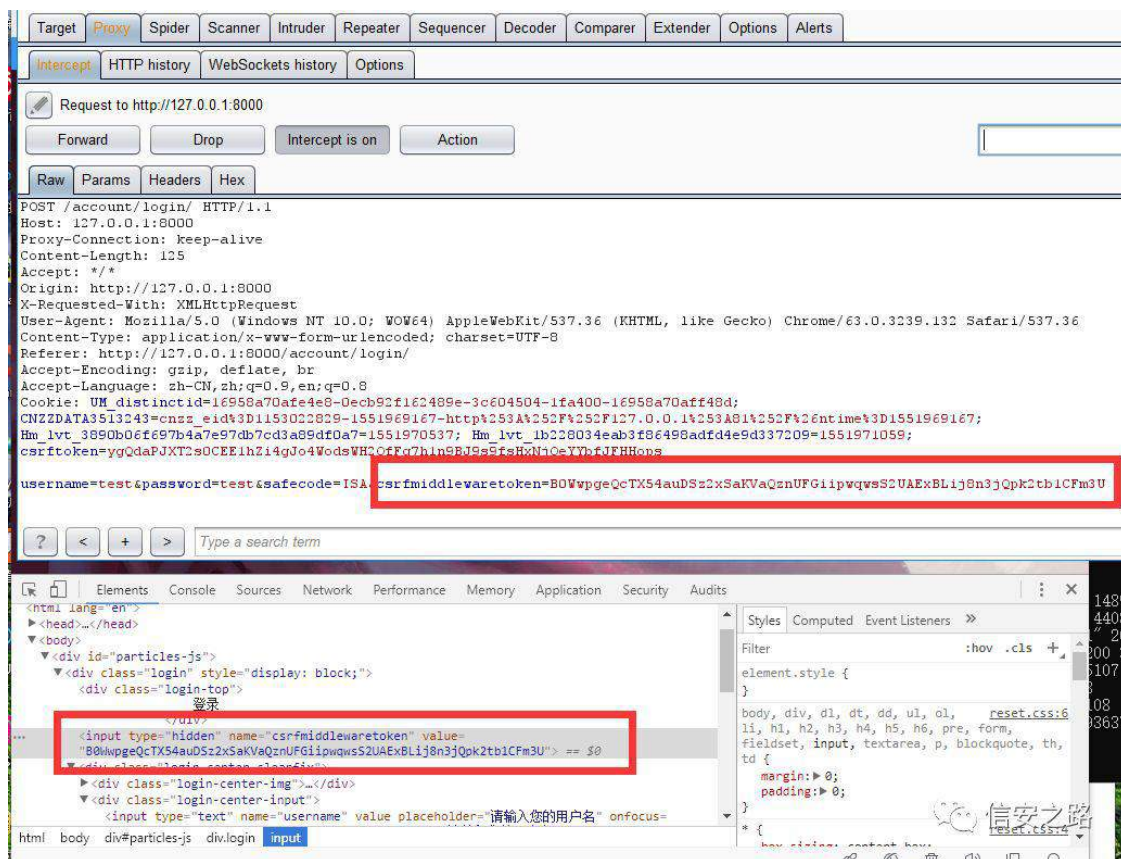 Target Proxy Spider Scanner Intruder Repeater Sequencer Decoder Comparer Extender Options Alerts
Intercept HTTP history WebSockets history Options
Request to http://127.0.0.1:8000
Forward Drop Intercept is on Action
Raw Params Headers Hex
POST /account/login/ HTTP/1.1
Host: 127.0.0.1:8000
Proxy-Connection: keep-alive
Content-Length: 125
Accept: */*
Origin: http://127.0.0.1:8000
X-Requested-With: XMLHttpRequest
User-Agent: Mozilla/5.0 (Windows NT 10.0; WOW64) AppleWebKit/537.36 (KHTML, like Gecko) Chrome/63.0.3239.132 Safari/537.36
Content-Type: application/x-www-form-urlencoded; charset=UTF-8
Referer: http://127.0.0.1:8000/account/login/
Accept-Encoding: gzip, deflate, br
Accept-Language: zh-CN,zh;q=0.9,en;q=0.8
Cookie: UM_distinctid=16958a70afe4e8-0ecb92f162489e-3c604504-1fa400-16958a70aff48d;
CNZZDATA3513243=cnzz_eid%3D1153022829-1551969167-http%253A%252F%252F127.0.0.1%253A81%252F%26ntime%3D1551969167;
Hm_lvt_3890b06f697b4a7e97db7cd3a89df0a7=1551970537; Hm_lvt_1b228034eab3f86498adfd4e9d337209=1551971059;
username=test&password=test&safecode=ISA&csrfmiddlewaretoken=B0WwpgeQcTX54auDSz2xSaKVaQznUFGiipwqwsS2UAExBLij8n3jQpk2tb1CFm3U
? < + > Type a search term
Elements Console Sources Network Performance Memory Application Security Audits
<html lang="en">
<head>…</head>
<body>
<div id="particles-js">
<div class="login" style="display: block;">
<div class="login-top">
登录
</div>
<input type="hidden" name="csrfmiddlewaretoken" value=
"B0WwpgeQcTX54auDSz2xSaKVaQznUFGiipwqwsS2UAExBLij8n3jQpk2tb1CFm3U"> == $0
<div class="login-center clearfix">
<div class="login-center-img">…</div>
<div class="login-center-input">
<input type="text" name="username" value placeholder="请输入您的用户名" onfocus=
html body div#particles-js div.login input
Styles Computed Event Listeners »
Filter :hov .cls +
element.style {
}
body, div, dl, dt, dd, ul, ol, reset.css:6
li, h1, h2, h3, h4, h5, h6, pre, form,
fieldset, input, textarea, p, blockquote, th,
td {
margin: 0;
padding: 0;
}
* { reset.css:4
信安之路